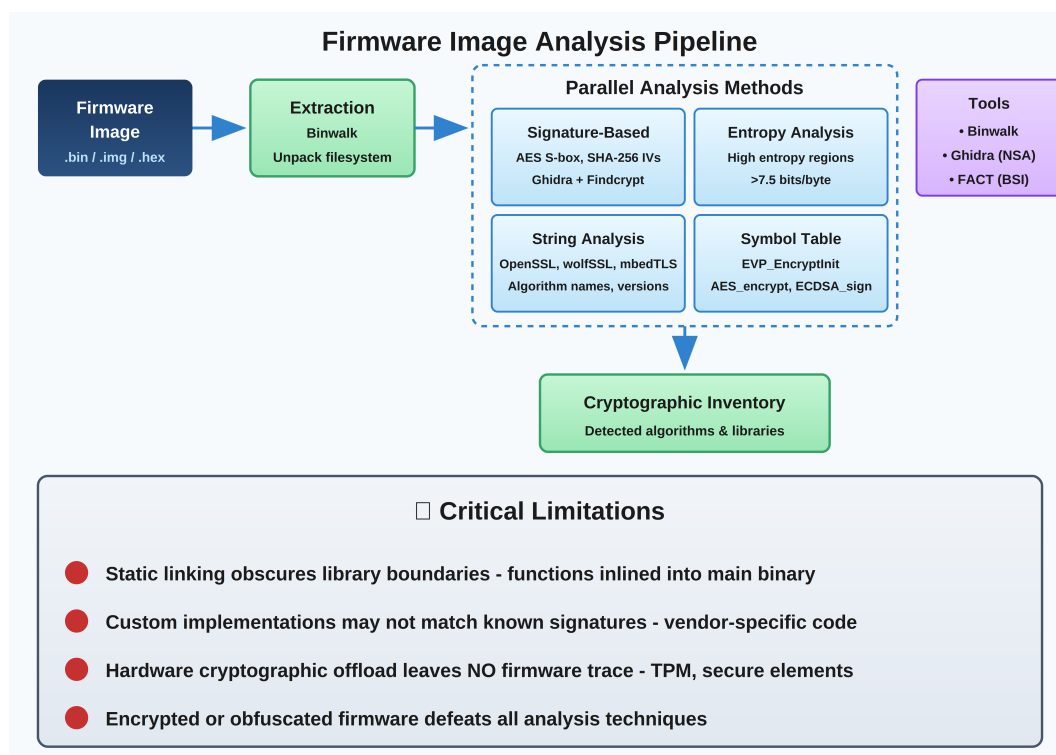 Firmware Image Analysis Pipeline
Firmware
Image
.bin / .img / .hex
Extraction
Binwalk
Unpack filesystem
Parallel Analysis Methods
Signature-Based
AES S-box, SHA-256 IVs
Ghidra + Findcrypt
Entropy Analysis
High entropy regions
>7.5 bits/byte
String Analysis
OpenSSL, wolfSSL, mbedTLS
Algorithm names, versions
Symbol Table
EVP_EncryptInit
AES_encrypt, ECDSA_sign
Tools
• Binwalk
• Ghidra (NSA)
• FACT (BSI)
Cryptographic Inventory
Detected algorithms & libraries
Critical Limitations
Static linking obscures library boundaries - functions inlined into main binary
Custom implementations may not match known signatures - vendor-specific code
Hardware cryptographic offload leaves NO firmware trace - TPM, secure elements
Encrypted or obfuscated firmware defeats all analysis techniques